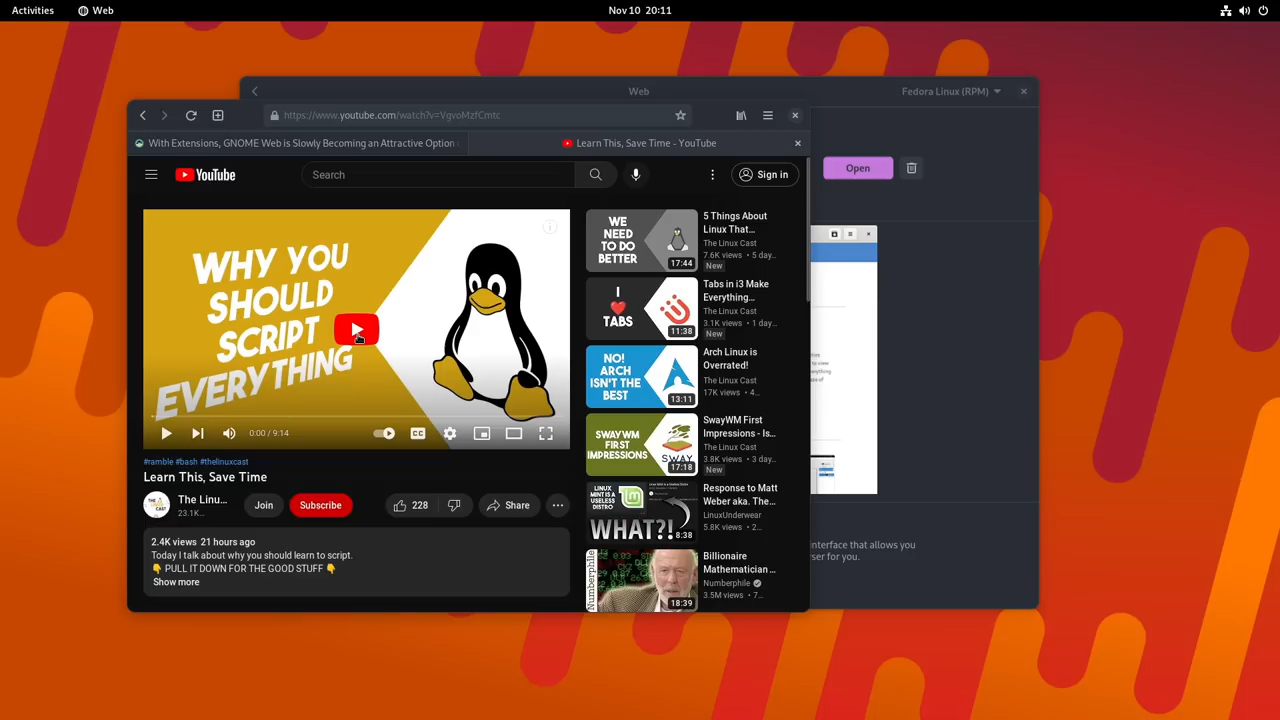 Activities
Web
Nov 10 20:11
Web
Fedora Linux (RPM)
https://www.youtube.com/watch?v=VgvoMzfCmtc
With Extensions, GNOME Web is Slowly Becoming an Attractive Option
Learn This, Save Time - YouTube
YouTube
Search
Sign in
Open
WHY YOU
SHOULD
SCRIPT
EVERYTHING
0:00 / 9:14
CC
#ramble #bash #thelinuxcast
Learn This, Save Time
The Linu...
23.1K...
Join
Subscribe
228
Share
2.4K views 21 hours ago
Today I talk about why you should learn to script.
👇 PULL IT DOWN FOR THE GOOD STUFF 👇
Show more
WE
NEED
TO DO
BETTER
17:44
5 Things About
Linux That…
The Linux Cast
7.6K views • 5 day…
New
I
❤️
TABS
11:38
Tabs in i3 Make
Everything…
The Linux Cast
3.1K views • 1 day…
New
NO!
ARCH
ISN'T THE
BEST
13:11
Arch Linux is
Overrated!
The Linux Cast
17K views • 4…
SWAYWM
FIRST
IMPRESSIONS
SWAY
17:18
SwayWM First
Impressions - Is…
The Linux Cast
3.8K views • 3 day…
New
LINUX
MINT IS A
USELESS
DISTRO
WHAT?!
8:38
Response to Matt
Weber aka. The…
LinuxUnderwear
5.8K views • 2…
Numberphile
18:39
Billionaire
Mathematician …
Numberphile
3.5M views • 7…
interface that allows you
ser for you.